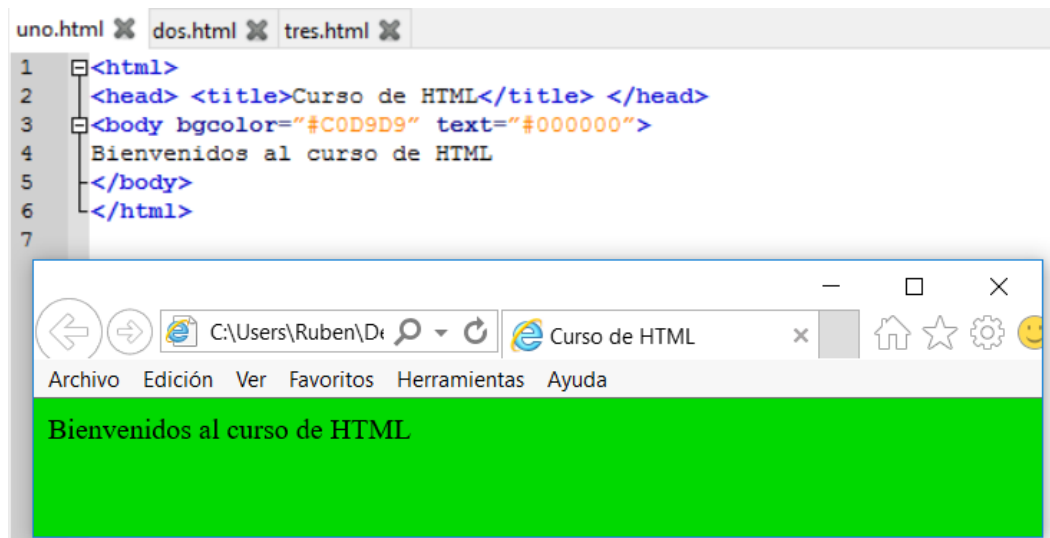 uno.html dos.html tres.html
1 <html>
2 <head> <title>Curso de HTML</title> </head>
3 <body bgcolor=″#C0D9D9″ text=″#000000″>
4 Bienvenidos al curso de HTML
5 </body>
6 </html>
7
C:\Users\Ruben\De Curso de HTML
Archivo Edición Ver Favoritos Herramientas Ayuda
Bienvenidos al curso de HTML